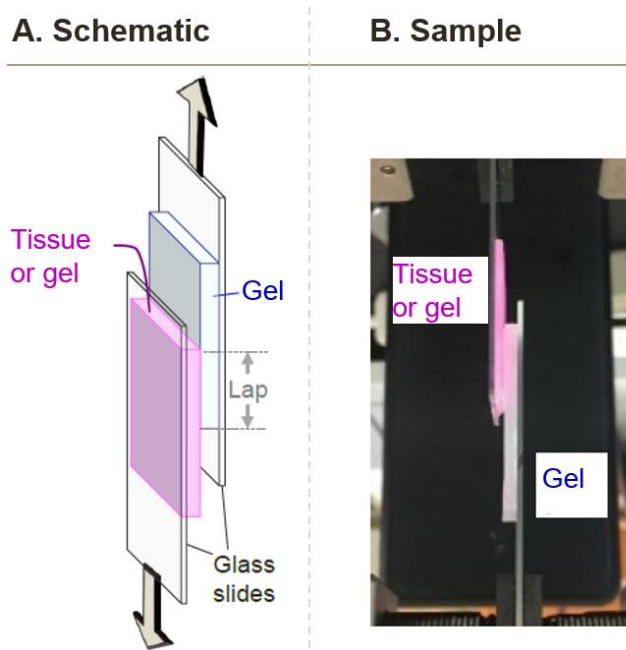 A. Schematic
B. Sample
Tissue
or gel
Gel
Lap
Glass
slides
Tissue
or gel
Gel